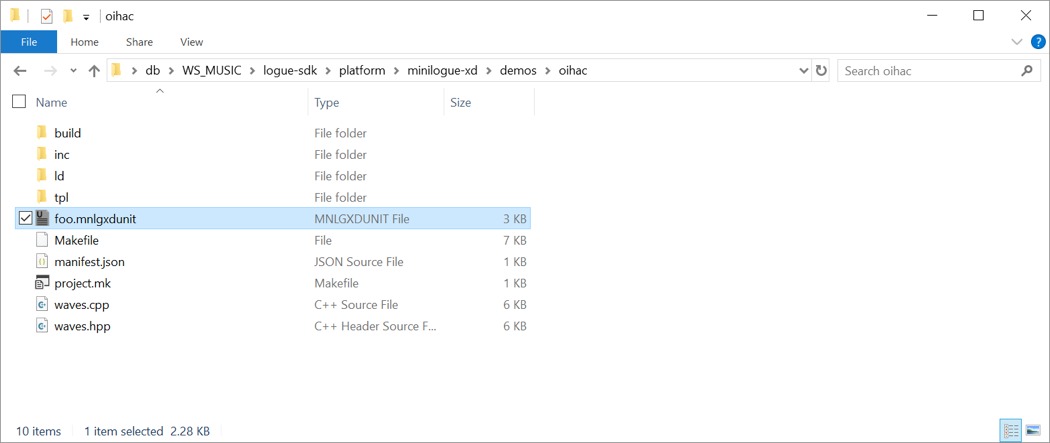 oihac
File Home Share View
db WS_MUSIC logue-sdk platform minilogue-xd demos oihac Search oihac
Name Type Size
build File folder
inc File folder
ld File folder
tpl File folder
foo.mnlgxdunit MNLGXDUNIT File 3 KB
Makefile File 7 KB
manifest.json JSON Source File 1 KB
project.mk Makefile 1 KB
waves.cpp C++ Source File 6 KB
waves.hpp C++ Header Source F... 6 KB
10 items 1 item selected 2.28 KB